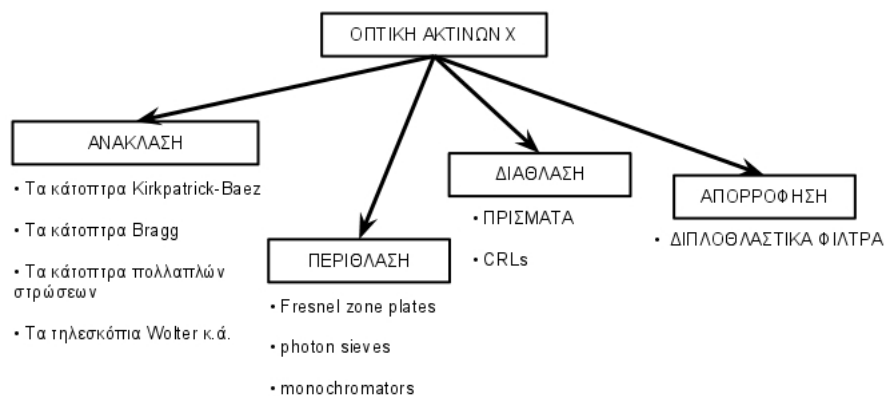 ΟΠΤΙΚΗ ΑΚΤΙΝΩΝ Χ
ΑΝΑΚΛΑΣΗ
• Τα κάτοπτρα Kirkpatrick-Baez
• Τα κάτοπτρα Bragg
• Τα κάτοπτρα πολλαπλών
στρώσεων
• Τα τηλεσκόπια Wolter κ.ά.
ΠΕΡΙΘΛΑΣΗ
• Fresnel zone plates
• photon sieves
• monochromators
ΔΙΑΘΛΑΣΗ
• ΠΡΙΣΜΑΤΑ
• CRLs
ΑΠΟΡΡΟΦΗΣΗ
• ΔΙΠΛΟΘΛΑΣΤΙΚΑ ΦΙΛΤΡΑ